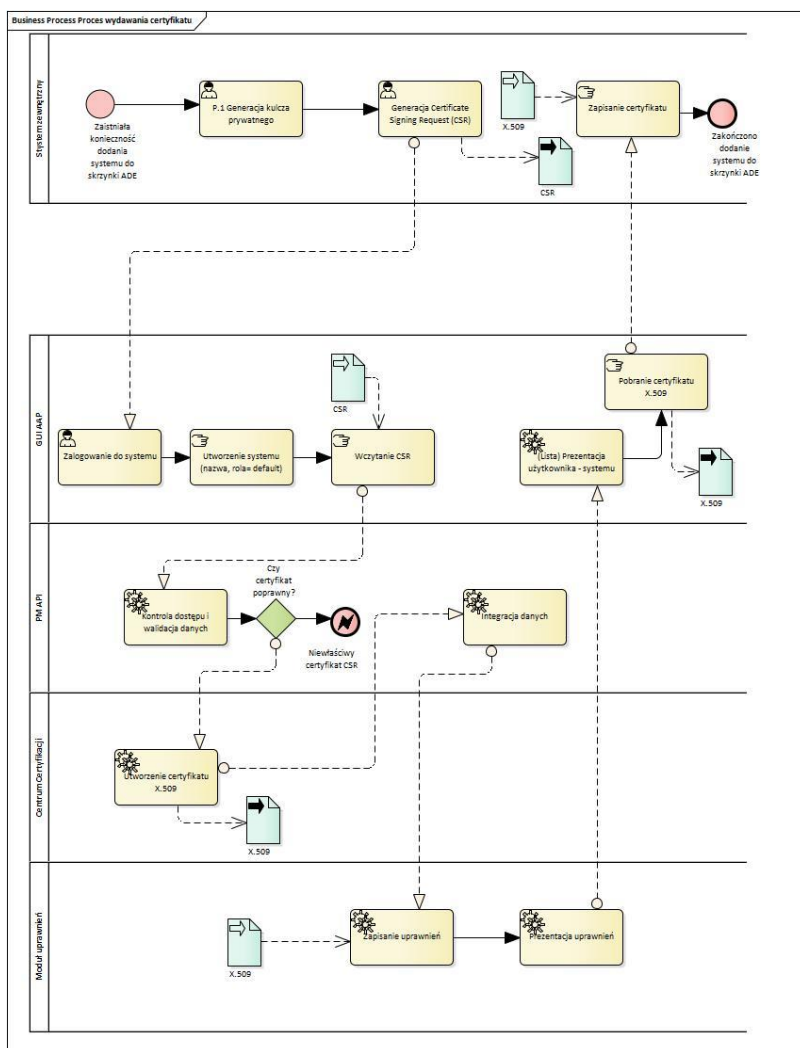 Business Process Proces wydawania certyfikatu
System zewnętrzny
Zaistniała
konieczność
dodania
systemu do
skrzynki ADE
P.1 Generacja kulcza
prywatnego
Generacja Certificate
Signing Request (CSR)
X.509
CSR
Zapisanie certyfikatu
Zakończono
dodanie
systemu do
skrzynki ADE
GUI AAP
Zalogowanie do systemu
Utworzenie systemu
(nazwa, rola= default)
CSR
Wczytanie CSR
(Lista) Prezentacja
użytkownika - systemu
Pobranie certyfikatu
X.509
X.509
PM API
Kontrola dostępu i
walidacja danych
Czy
certyfikat
poprawny?
Niewłaściwy
certyfikat CSR
Integracja danych
Centrum Certyfikacji
Utworzenie certyfikatu
X.509
X.509
Moduł uprawnień
X.509
Zapisanie uprawnień
Prezentacja uprawnień